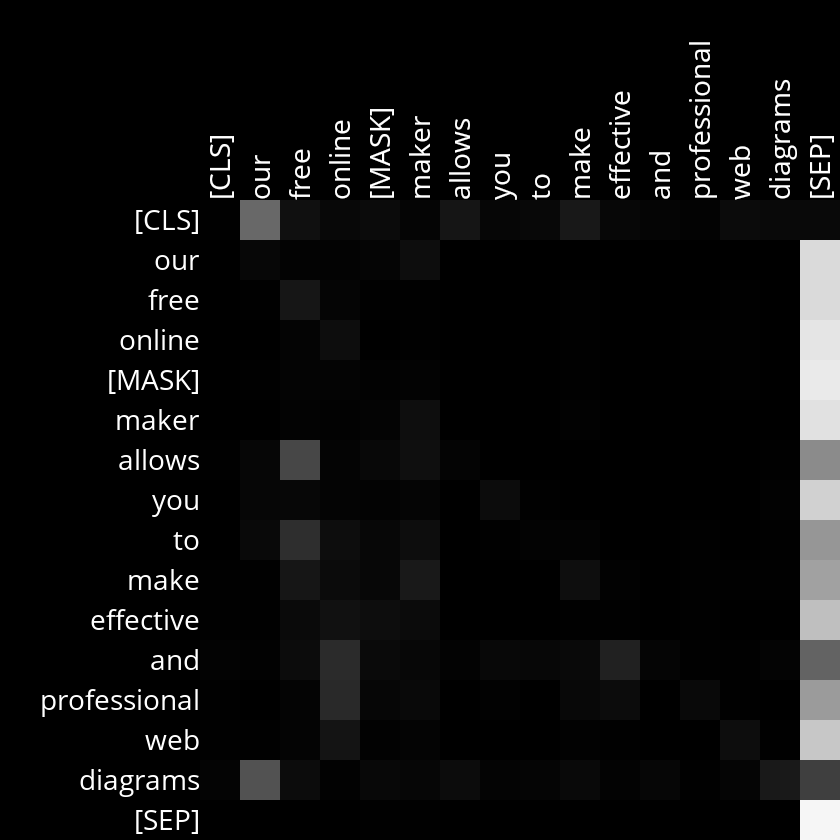 [CLS] our free online [MASK] maker allows you to make effective and professional web diagrams [SEP]
[CLS]
our
free
online
[MASK]
maker
allows
you
to
make
effective
and
professional
web
diagrams
[SEP]